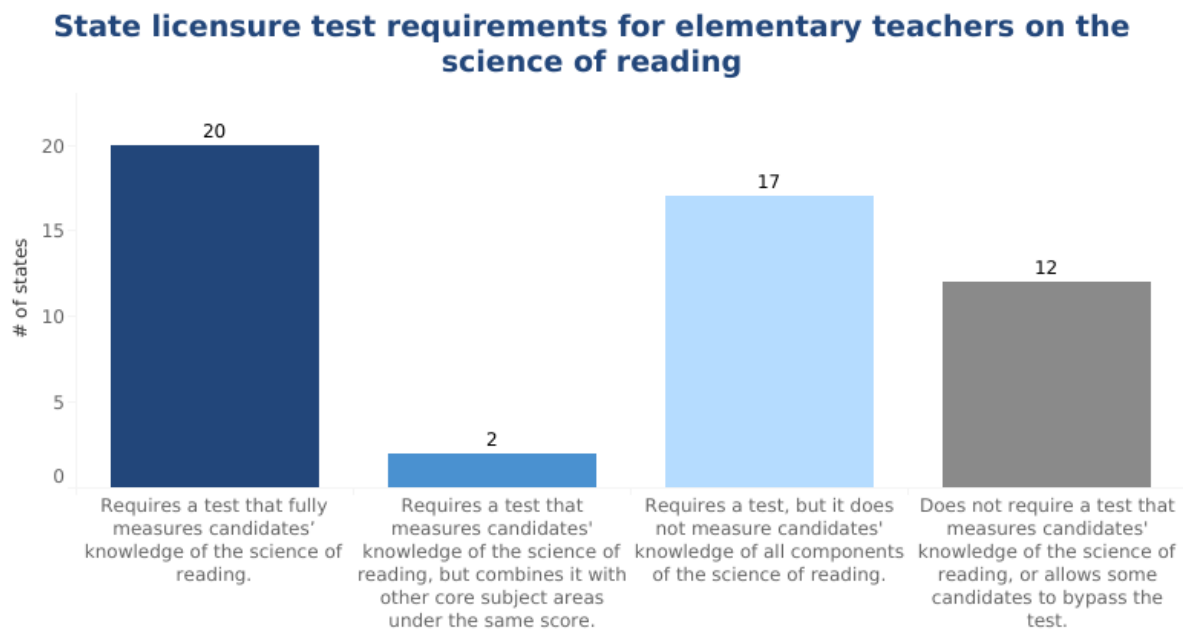 State licensure test requirements for elementary teachers on the
science of reading
# of states
20
15
10
5
0
20
2
17
12
Requires a test that fully
measures candidates’
knowledge of the science of
reading.
Requires a test that
measures candidates'
knowledge of the science of
reading, but combines it with
other core subject areas
under the same score.
Requires a test, but it does
not measure candidates'
knowledge of all components
of the science of reading.
Does not require a test that
measures candidates'
knowledge of the science of
reading, or allows some
candidates to bypass the
test.